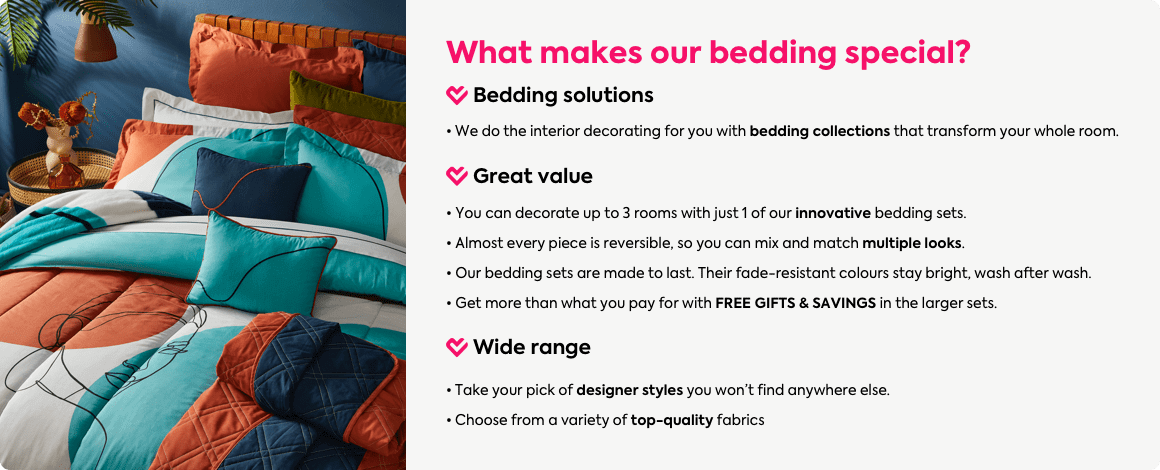 What makes our bedding special?
Bedding solutions
• We do the interior decorating for you with bedding collections that transform your whole room.
Great value
• You can decorate up to 3 rooms with just 1 of our innovative bedding sets.
• Almost every piece is reversible, so you can mix and match multiple looks.
• Our bedding sets are made to last. Their fade-resistant colours stay bright, wash after wash.
• Get more than what you pay for with FREE GIFTS & SAVINGS in the larger sets.
Wide range
• Take your pick of designer styles you won't find anywhere else.
• Choose from a variety of top-quality fabrics